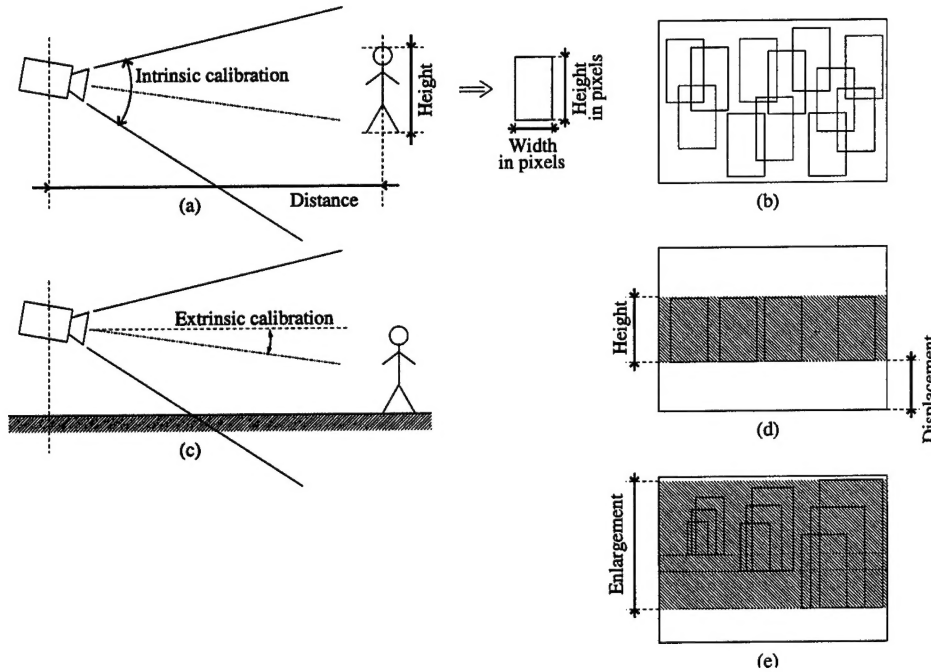 Intrinsic calibration
Height
Height
in pixels
Width
in pixels
Distance
(a)
(b)
Extrinsic calibration
(c)
Height
Displacement
(d)
Enlargement
(e)